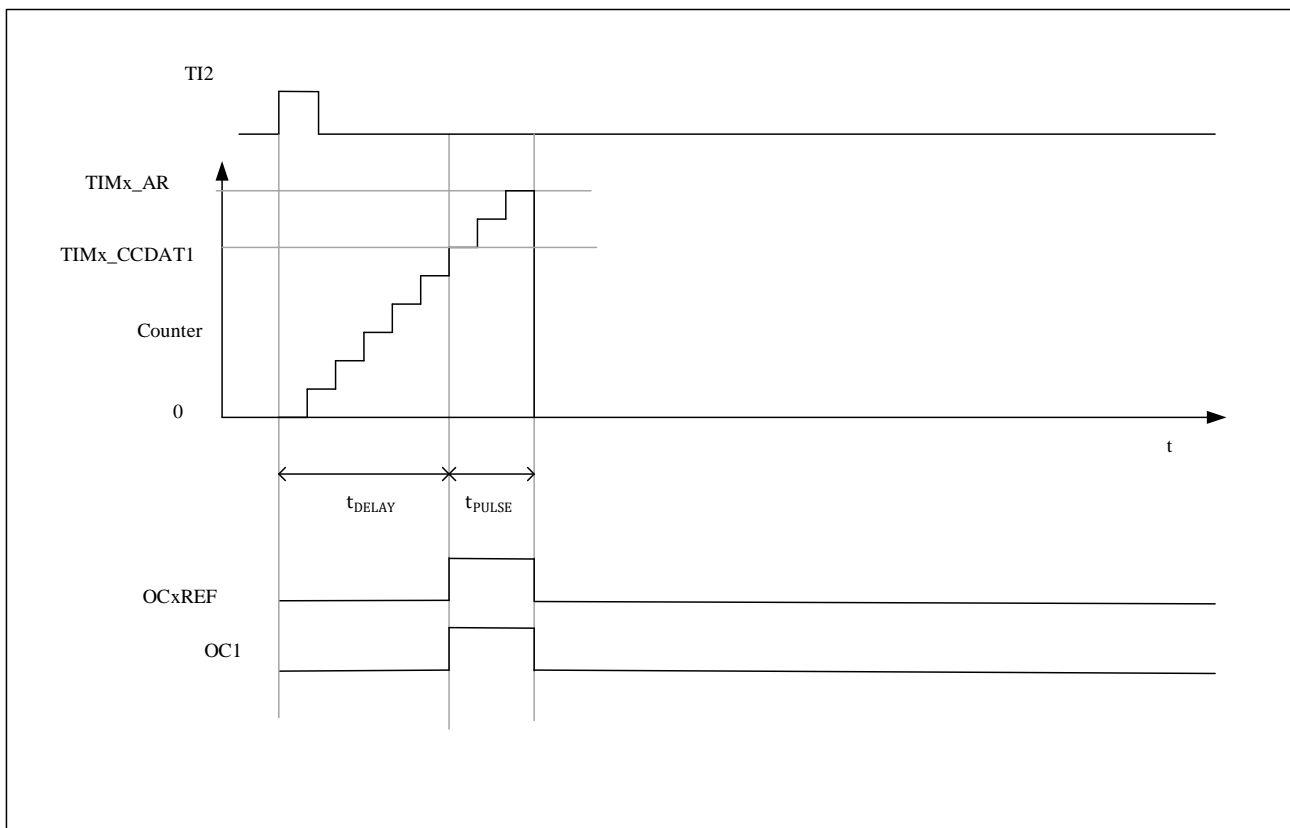 TI2
TIMx_AR
TIMx_CCDAT1
Counter
0
t
tDELAY
tPULSE
OCxREF
OC1